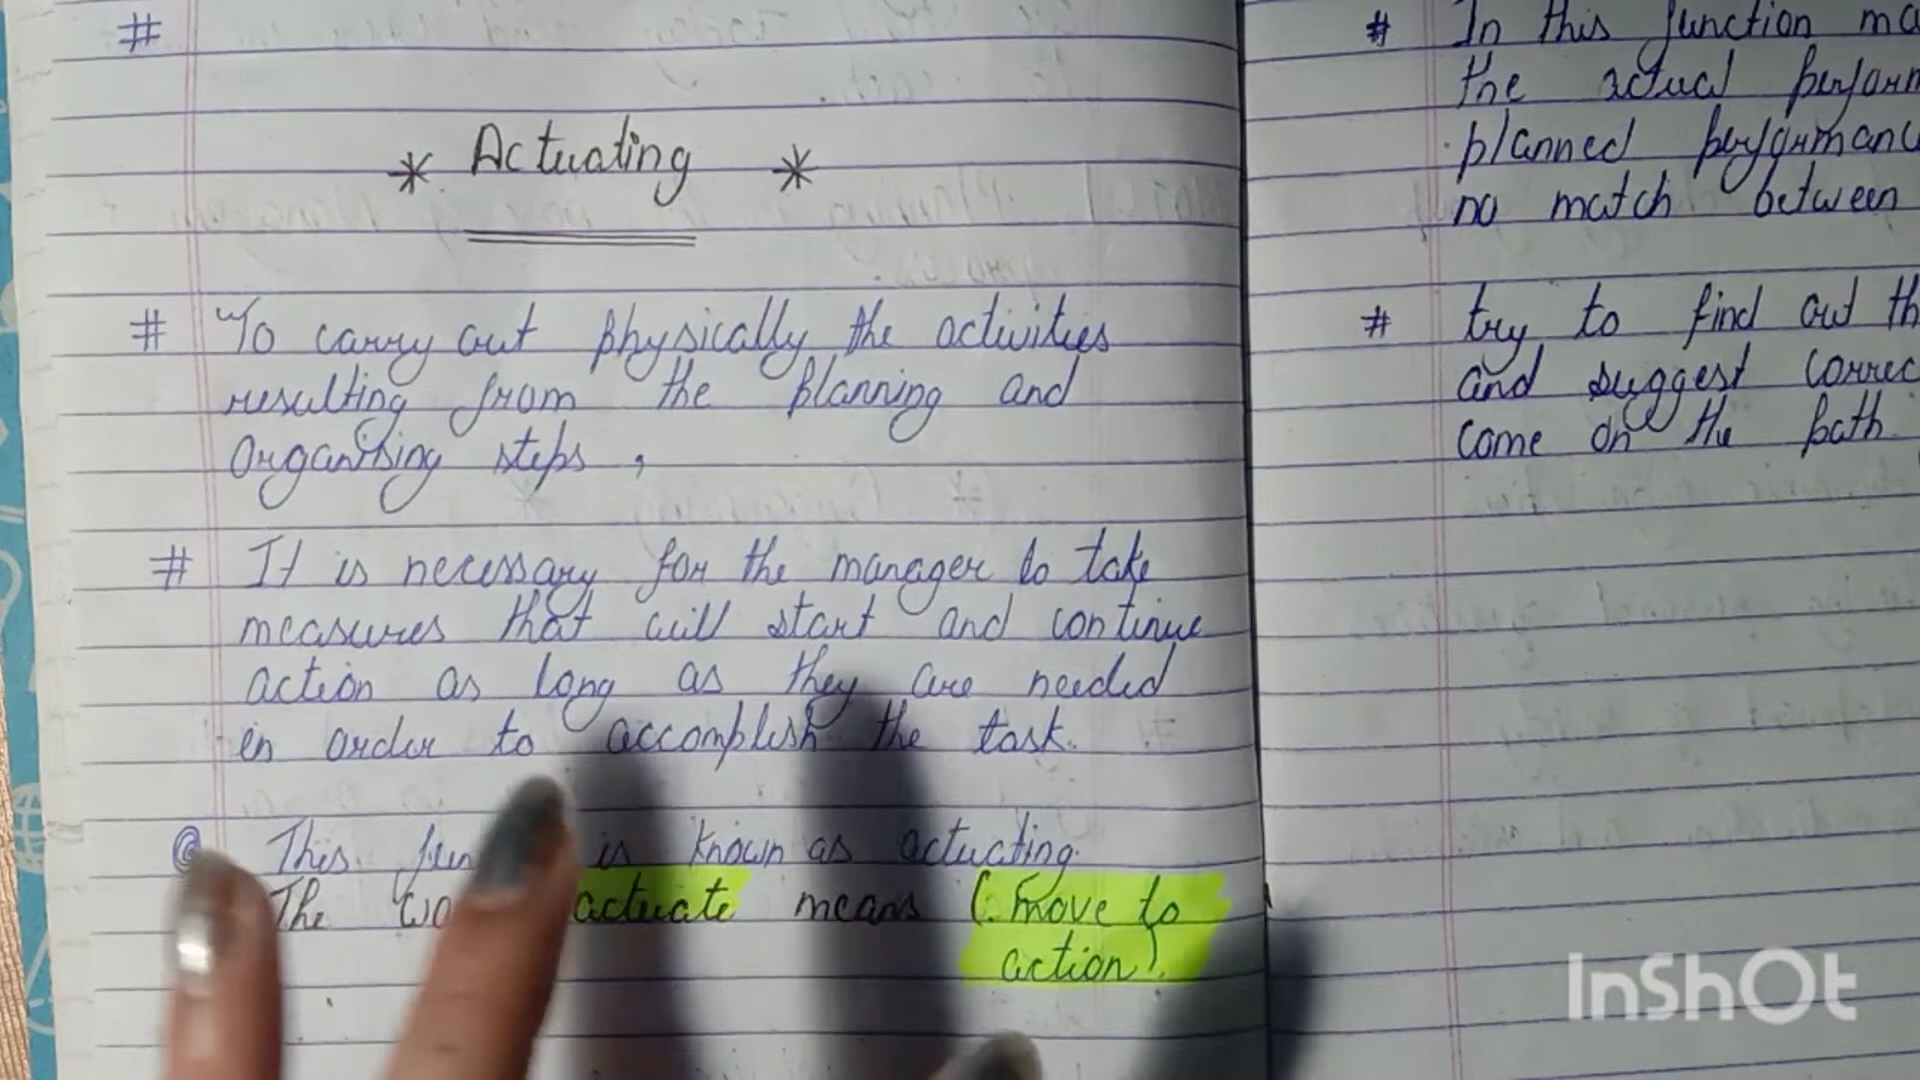 #
* Actuating *
# To carry out physically the activities
resulting from the planning and
Organising steps,
# It is necessary for the manager to take
measures that will start and continue
action as long as they are needed
in order to accomplish the task.
This is known as actuating.
The actuate means (move to
action).
# In this function
the actual
planned
no match between
# try to find out
and suggest
come on the path
InShOt